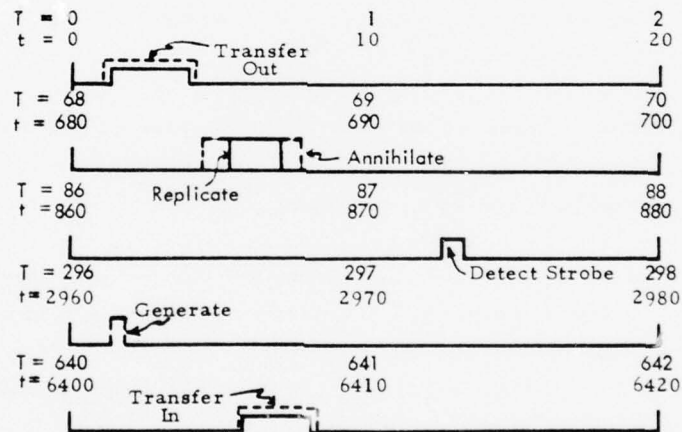 T = 0 1 2
t = 0 10 20
Transfer
Out
T = 68 69 70
t = 680 690 700
Annihilate
Replicate
T = 86 87 88
t = 860 870 880
Detect Strobe
T = 296 297 298
t= 2960 2970 2980
Generate
T= 640 641 642
t= 6400 6410 6420
Transfer
In